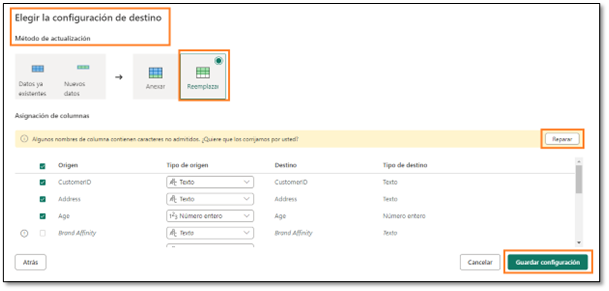 Elegir la configuración de destino
Método de actualización
Datos ya existentes
Nuevos datos
Anexar
Reemplazar
Asignación de columnas
Algunos nombres de columna contienen caracteres no admitidos. ¿Quiere que los corrijamos por usted?
Reparar
Origen Tipo de origen Destino Tipo de destino
CustomerID Texto CustomerID Texto
Address Texto Address Texto
Age 123 Número entero Age Número entero
Brand Affinity Texto Brand Affinity Texto
Atrás Cancelar Guardar configuración